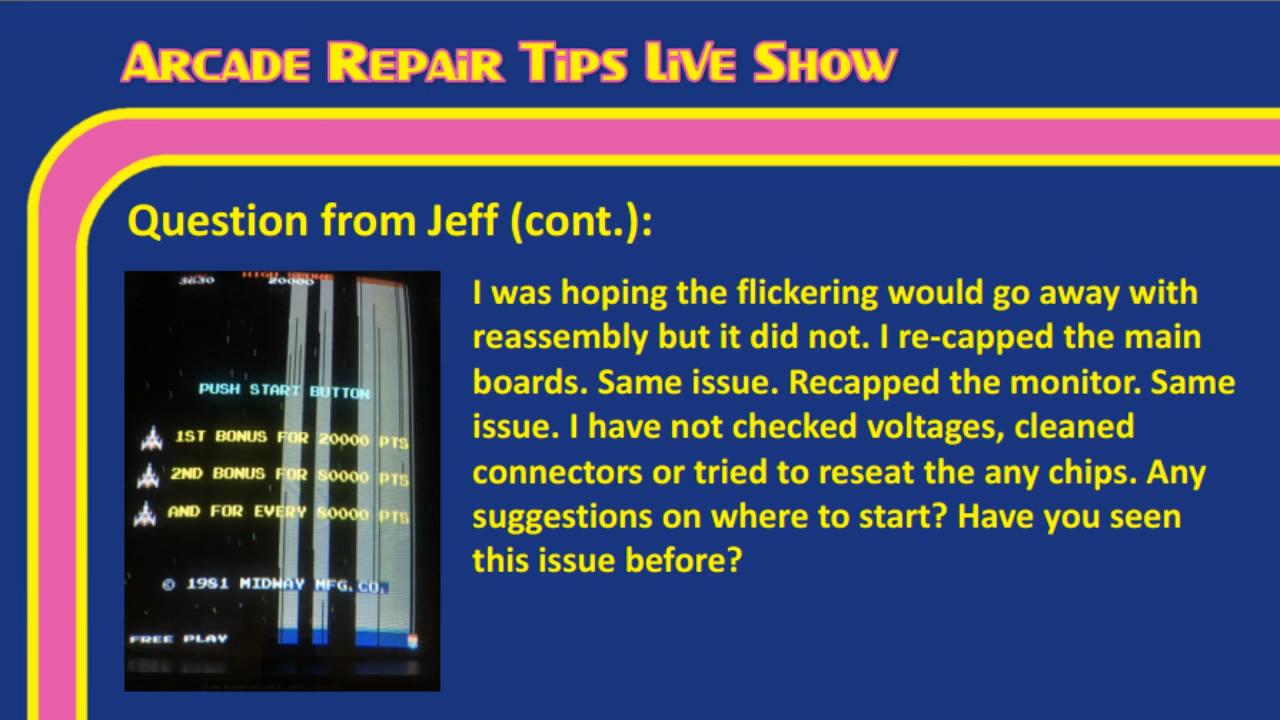 ARCADE REPAIR TIPS LIVE SHOW
Question from Jeff (cont.):
I was hoping the flickering would go away with
reassembly but it did not. I re-capped the main
boards. Same issue. Recapped the monitor. Same
issue. I have not checked voltages, cleaned
connectors or tried to reseat the any chips. Any
suggestions on where to start? Have you seen
this issue before?
HIGH SCORE
3630 20000
PUSH START BUTTON
1ST BONUS FOR 20000 PTS
2ND BONUS FOR 80000 PTS
AND FOR EVERY 80000 PTS
© 1981 MIDWAY MFG.CO.
FREE PLAY